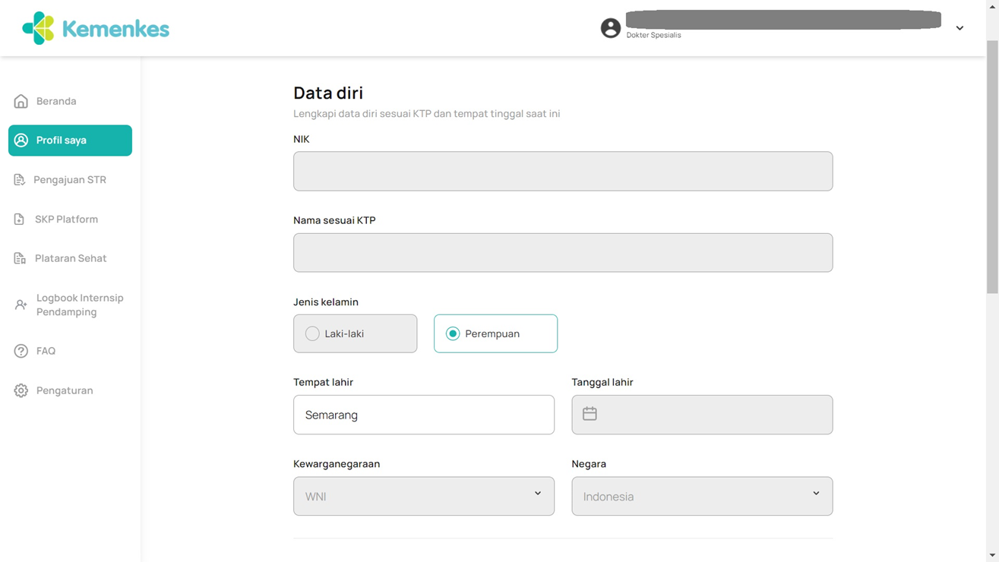 Kemenkes
Dokter Spesialis
Beranda
Profil saya
Pengajuan STR
SKP Platform
Plataran Sehat
Logbook Internsip
Pendamping
FAQ
Pengaturan
Data diri
Lengkapi data diri sesuai KTP dan tempat tinggal saat ini
NIK
Nama sesuai KTP
Jenis kelamin
Laki-laki
Perempuan
Tempat lahir
Tanggal lahir
Semarang
Kewarganegaraan
Negara
WNI
Indonesia